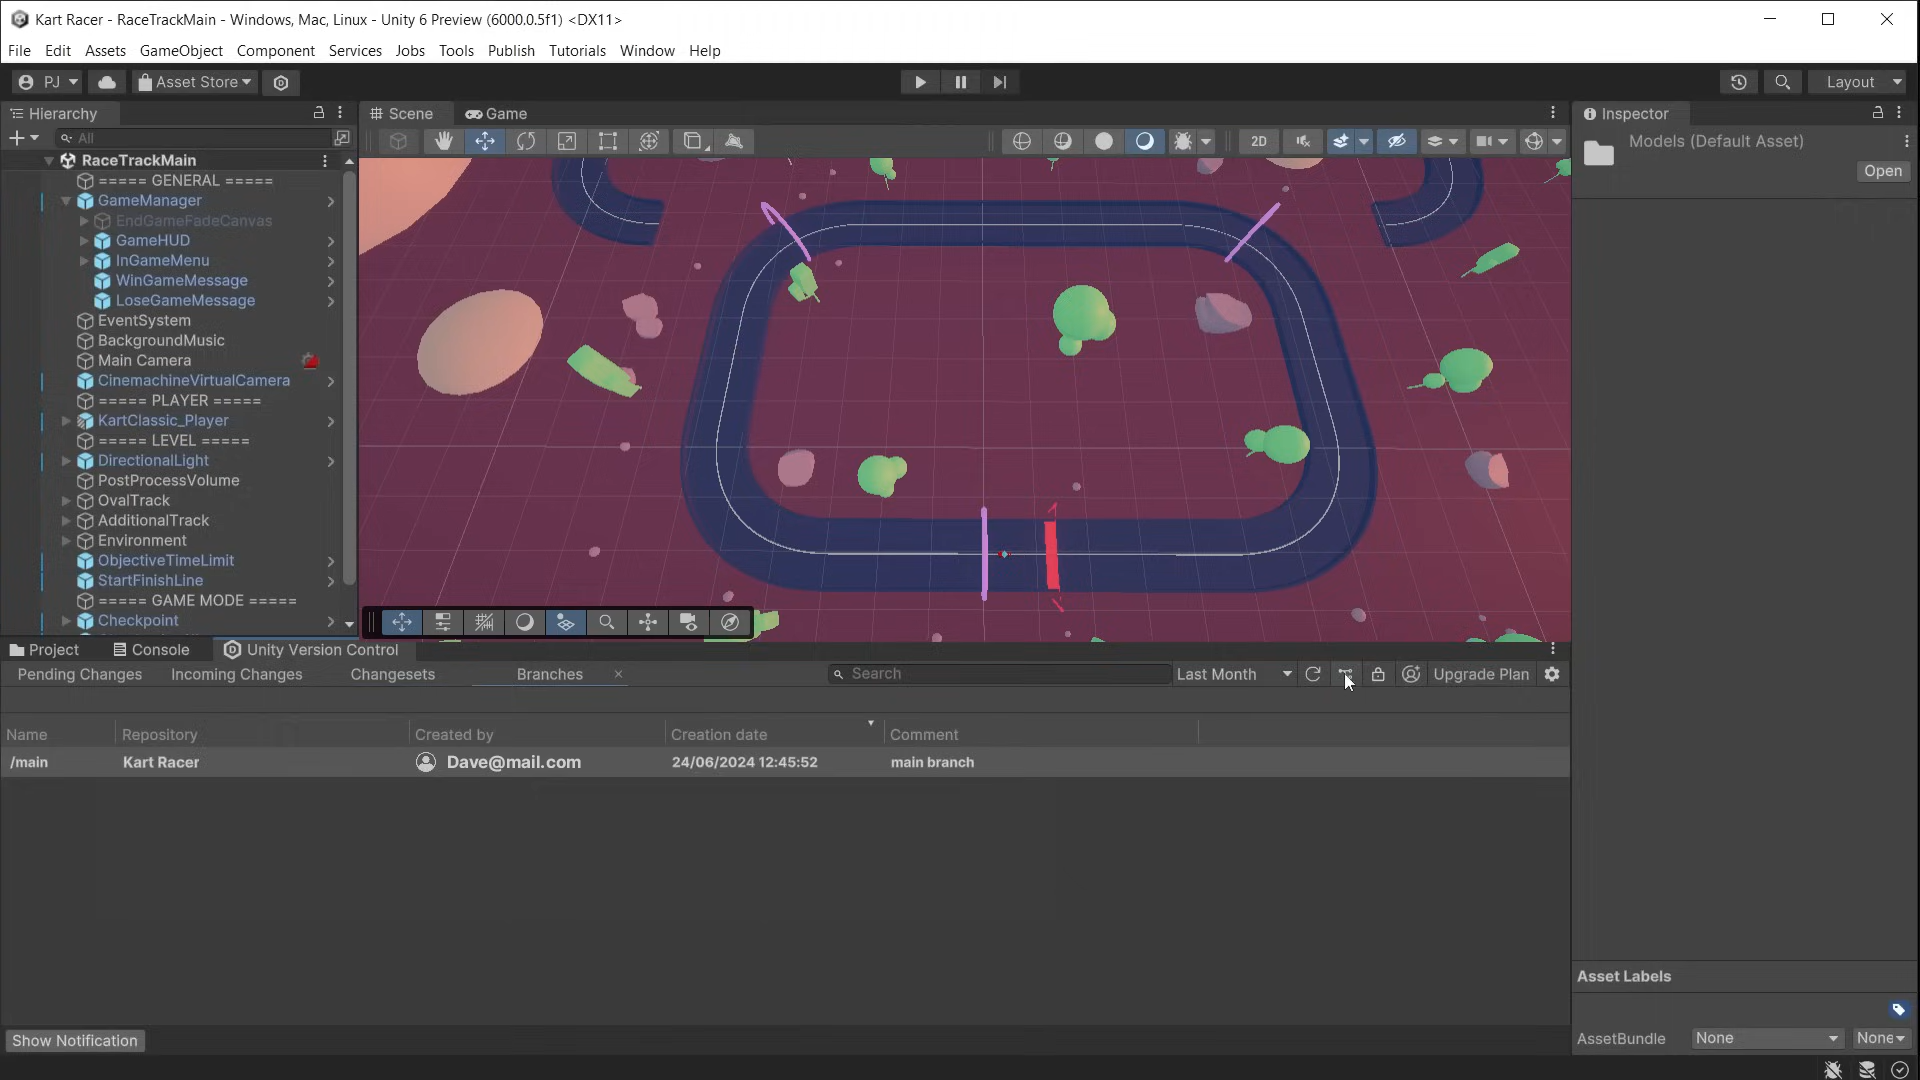 Kart Racer - RaceTrackMain - Windows, Mac, Linux - Unity 6 Preview (6000.0.5f1) <DX11>
File Edit Assets GameObject Component Services Jobs Tools Publish Tutorials Window Help
PJ Asset Store Layout
Hierarchy
All
RaceTrackMain
===== GENERAL =====
GameManager
EndGameFadeCanvas
GameHUD
InGameMenu
WinGameMessage
LoseGameMessage
EventSystem
BackgroundMusic
Main Camera
CinemachineVirtualCamera
===== PLAYER =====
KartClassic_Player
===== LEVEL =====
DirectionalLight
PostProcessVolume
OvalTrack
AdditionalTrack
Environment
ObjectiveTimeLimit
StartFinishLine
===== GAME MODE =====
Checkpoint
Scene Game
2D
Inspector
Models (Default Asset)
Open
Project Console Unity Version Control
Pending Changes Incoming Changes Changesets Branches Search Last Month Upgrade Plan
Name Repository Created by Creation date Comment
/main Kart Racer Dave@mail.com 24/06/2024 12:45:52 main branch
Show Notification
Asset Labels
AssetBundle None None